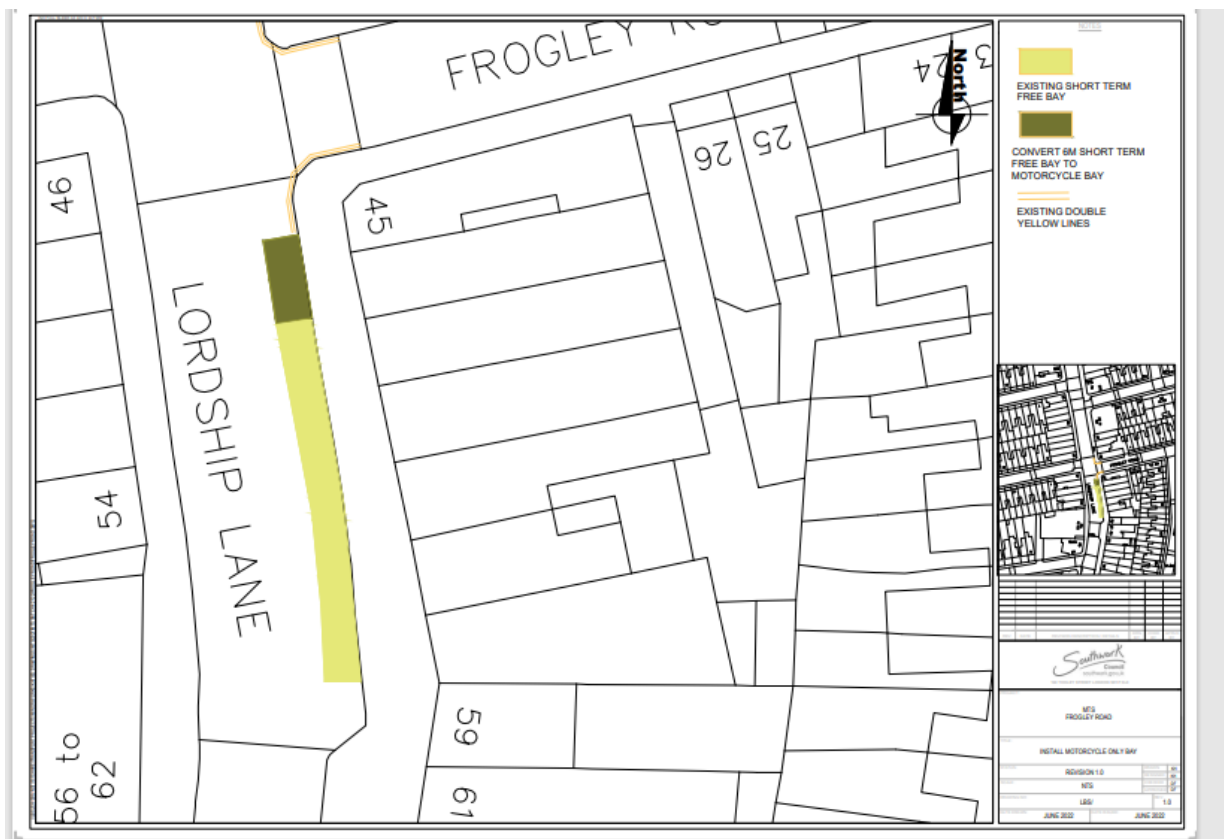 FROGLEY RO
24
3
North
46
45
26
25
LORDSHIP LANE
54
59
56 to
62
61
NOTES
EXISTING SHORT TERM
FREE BAY
CONVERT 6M SHORT TERM
FREE BAY TO
MOTORCYCLE BAY
EXISTING DOUBLE
YELLOW LINES
Southwark
Council
southwark.gov.uk
MTS
FROGLEY ROAD
INSTALL MOTORCYCLE ONLY BAY
REVISION 1.0
NTS
LBS/
1.0
JUNE 2022
JUNE 2022